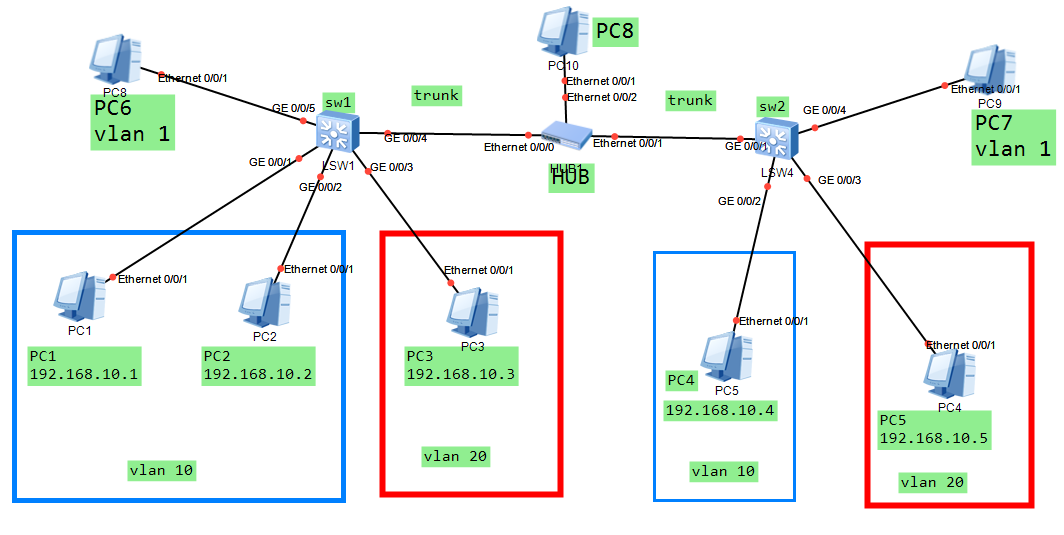 PC8
PC10
Ethernet 0/0/1
Ethernet 0/0/2
PC8
Ethernet 0/0/1
PC6
vlan 1
sw1
trunk
trunk
sw2
PC9
Ethernet 0/0/1
PC7
vlan 1
GE 0/0/5
GE 0/0/4
Ethernet 0/0/0
Ethernet 0/0/1
GE 0/0/1
GE 0/0/4
GE 0/0/1
LSW1
GE 0/0/3
GE 0/0/2
HUB1
HUB
LSW4
GE 0/0/3
GE 0/0/2
Ethernet 0/0/1
Ethernet 0/0/1
Ethernet 0/0/1
PC1
PC2
PC3
Ethernet 0/0/1
Ethernet 0/0/1
PC1
192.168.10.1
PC2
192.168.10.2
PC3
192.168.10.3
PC4
PC5
192.168.10.4
PC4
PC5
192.168.10.5
vlan 10
vlan 20
vlan 10
vlan 20